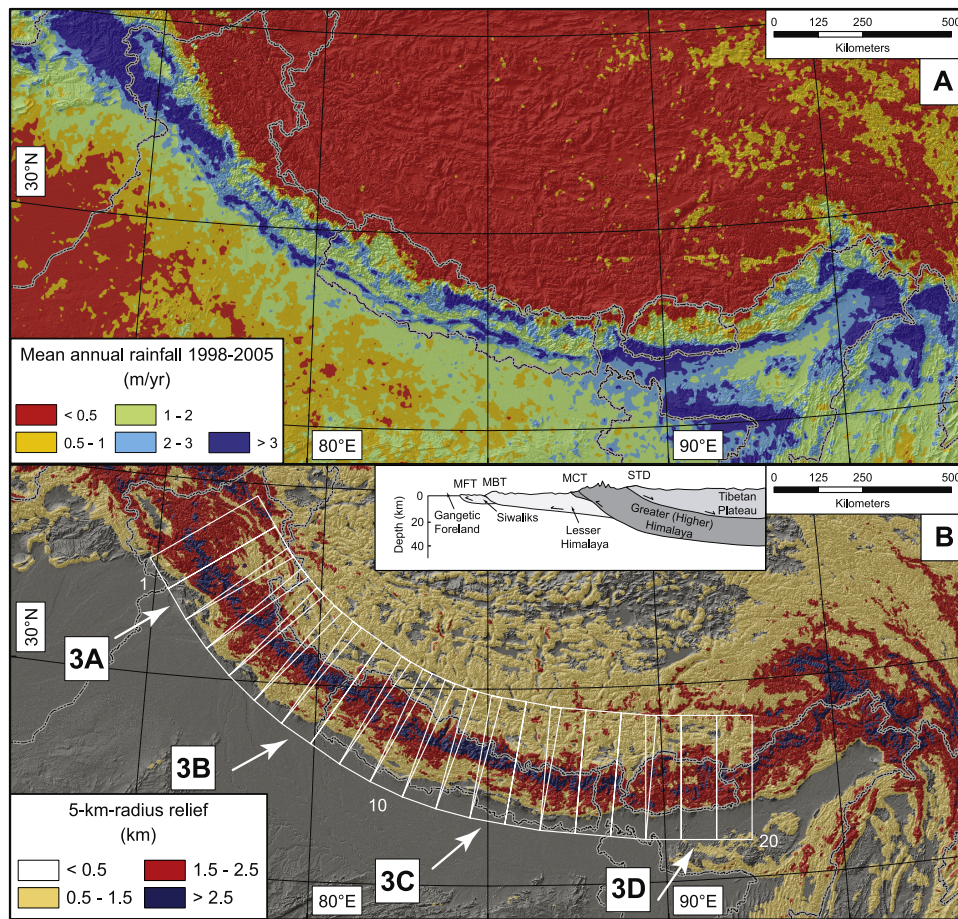 0 125 250 500
Kilometers
A
30°N
Mean annual rainfall 1998-2005
(m/yr)
< 0.5
1 - 2
0.5 - 1
2 - 3
> 3
80°E
90°E
0 125 250 500
Kilometers
B
MFT MBT MCT STD
0
20
40
Depth (km)
Gangetic
Foreland
Siwaliks
Lesser
Himalaya
Greater (Higher)
Himalaya
Tibetan
Plateau
1
30°N
3A
3B
10
3C
20
3D
5-km-radius relief
(km)
< 0.5
1.5 - 2.5
0.5 - 1.5
> 2.5
80°E
90°E